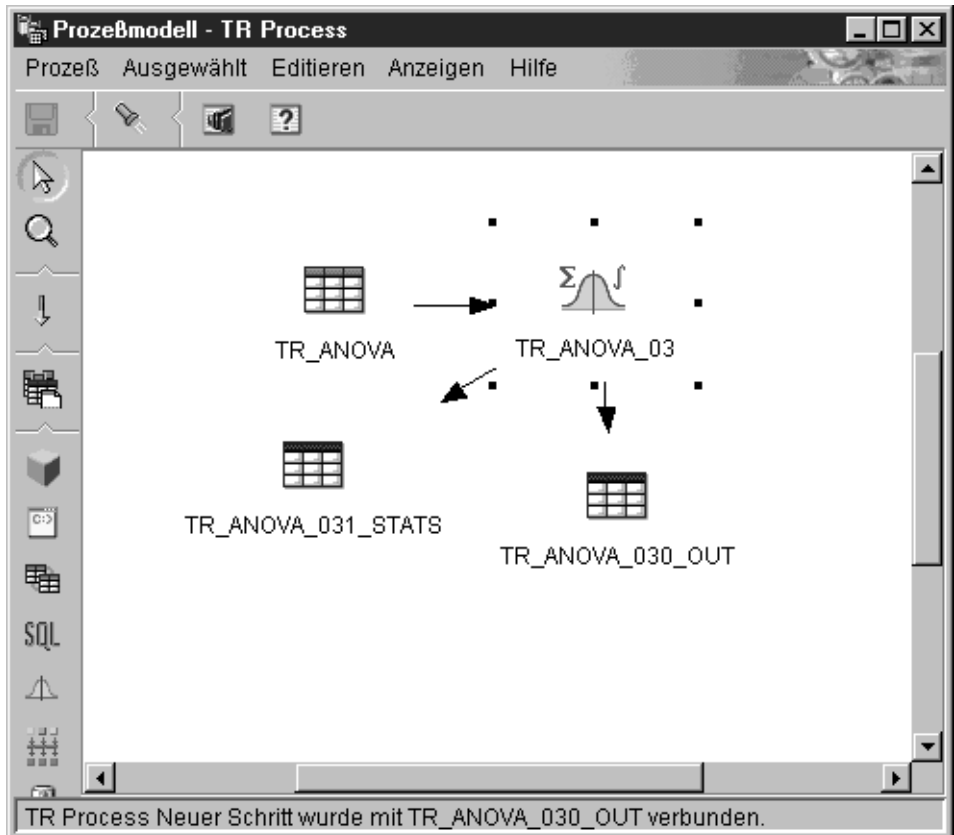 Prozeßmodell - TR Process
Prozeß Ausgewählt Editieren Anzeigen Hilfe
TR_ANOVA
TR_ANOVA_03
TR_ANOVA_031_STATS
TR_ANOVA_030_OUT
C:>
SQL
TR Process Neuer Schritt wurde mit TR_ANOVA_030_OUT verbunden.